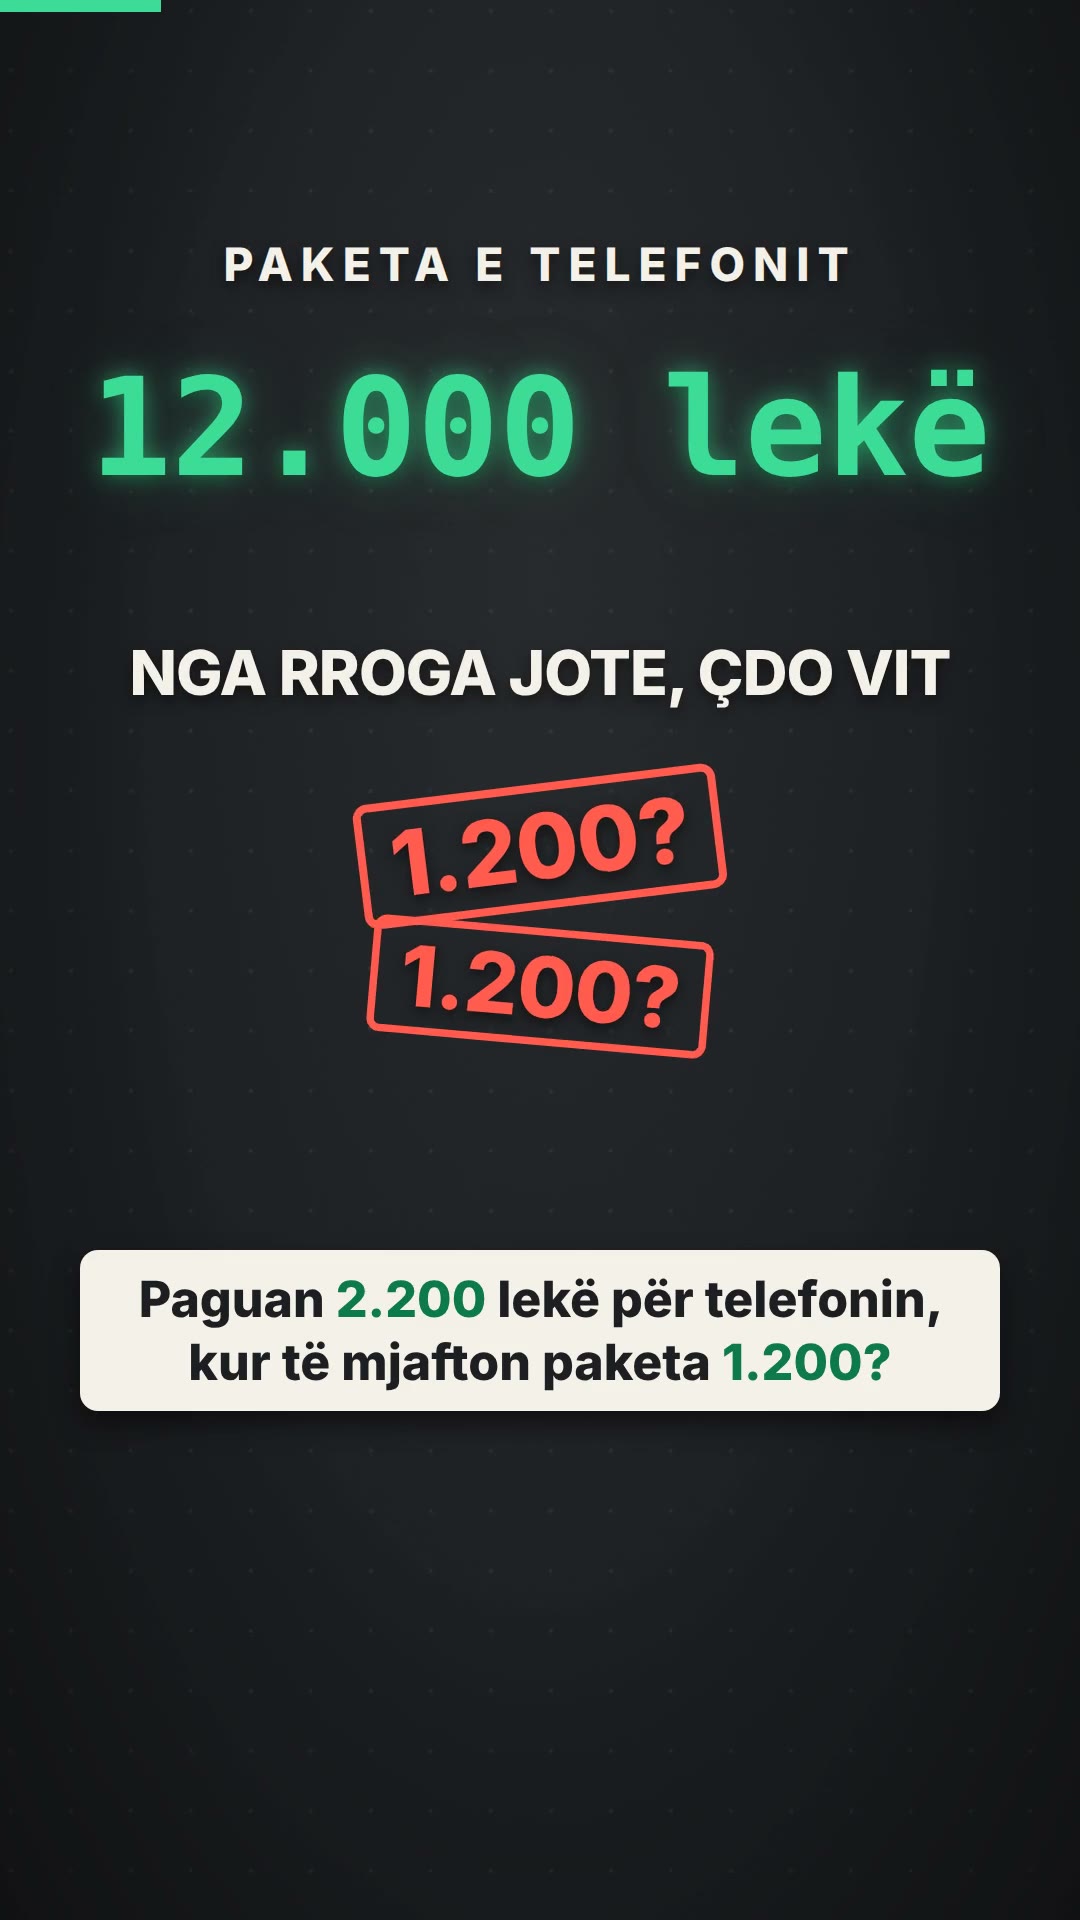 PAKETA E TELEFONIT
12.000 lekë
NGA RROGA JOTE, ÇDO VIT
1.200?
1.200?
Paguan 2.200 lekë për telefonin,
kur të mjafton paketa 1.200?